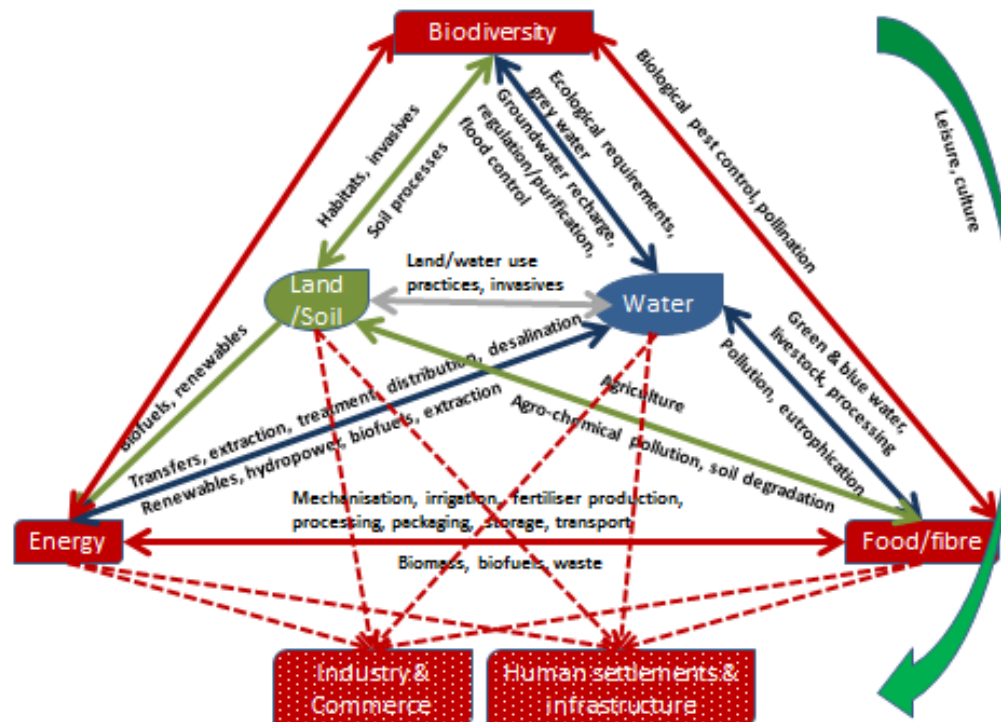 Biodiversity
Habitats, invasives
Soil processes
Ecological requirements,
grey water
Groundwater recharge,
regulation/purification,
flood control
Biological pest control, pollination
Leisure, culture
Land
/Soil
Land/water use
practices, invasives
Water
Biofuels, renewables
Transfers, extraction, treatment, distribution, desalination
Renewables, hydropower, biofuels, extraction
Agriculture
Agro-chemical pollution, soil degradation
Green & blue water,
livestock, processing
Pollution, eutrophication
Energy
Mechanisation, irrigation, fertiliser production,
processing, packaging, storage, transport
Biomass, biofuels, waste
Food/fibre
Industry &
Commerce
Human settlements &
infrastructure